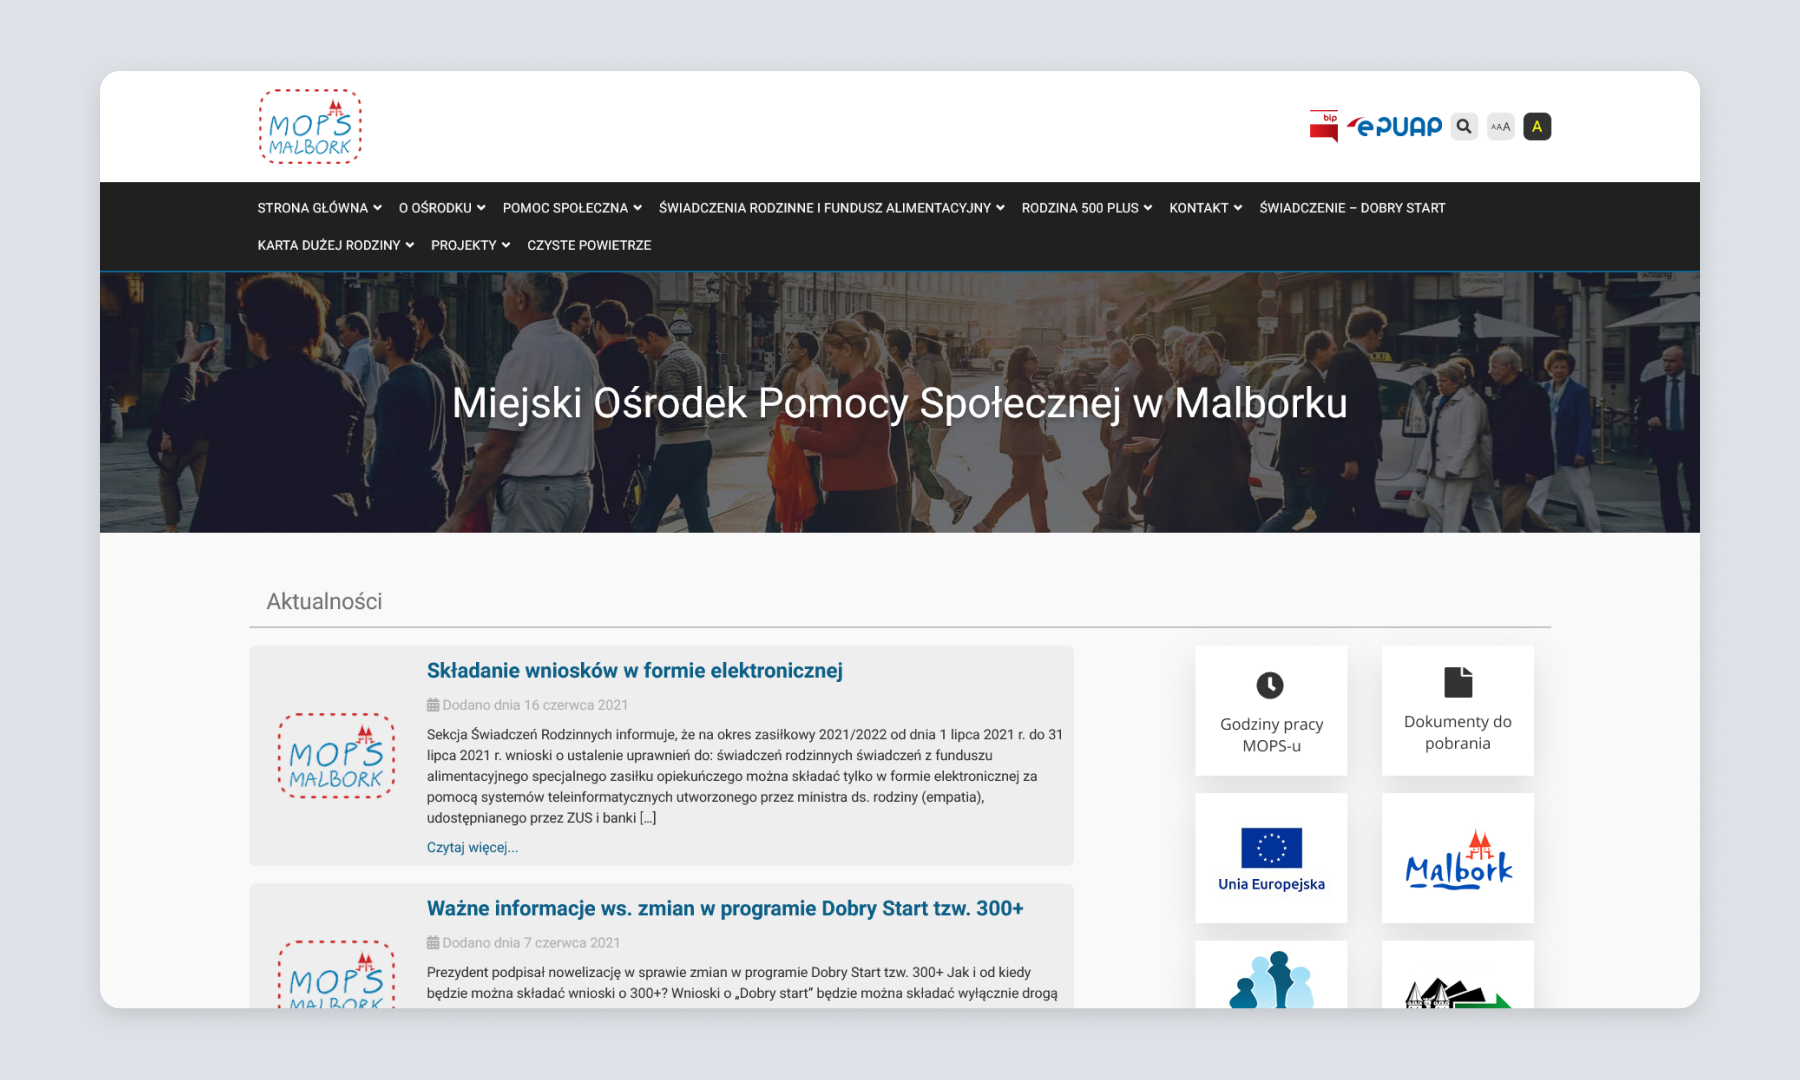 MOPS
MALBORK
bip
ePUAP
AAA
A
STRONA GŁÓWNA
O OŚRODKU
POMOC SPOŁECZNA
ŚWIADCZENIA RODZINNE I FUNDUSZ ALIMENTACYJNY
RODZINA 500 PLUS
KONTAKT
ŚWIADCZENIE – DOBRY START
KARTA DUŻEJ RODZINY
PROJEKTY
CZYSTE POWIETRZE
Miejski Ośrodek Pomocy Społecznej w Malborku
Aktualności
MOPS
MALBORK
Składanie wniosków w formie elektronicznej
Dodano dnia 16 czerwca 2021
Sekcja Świadczeń Rodzinnych informuje, że na okres zasiłkowy 2021/2022 od dnia 1 lipca 2021 r. do 31
lipca 2021 r. wnioski o ustalenie uprawnień do: świadczeń rodzinnych świadczeń z funduszu
alimentacyjnego specjalnego zasiłku opiekuńczego można składać tylko w formie elektronicznej za
pomocą systemów teleinformatycznych utworzonego przez ministra ds. rodziny (empatia),
udostępnianego przez ZUS i banki [...]
Czytaj więcej...
MOPS
MALBORK
Ważne informacje ws. zmian w programie Dobry Start tzw. 300+
Dodano dnia 7 czerwca 2021
Prezydent podpisał nowelizację w sprawie zmian w programie Dobry Start tzw. 300+ Jak i od kiedy
będzie można składać wnioski o 300+? Wnioski o „Dobry start” będzie można składać wyłącznie drogą
Godziny pracy
MOPS-u
Dokumenty do
pobrania
Unia Europejska
Malbork